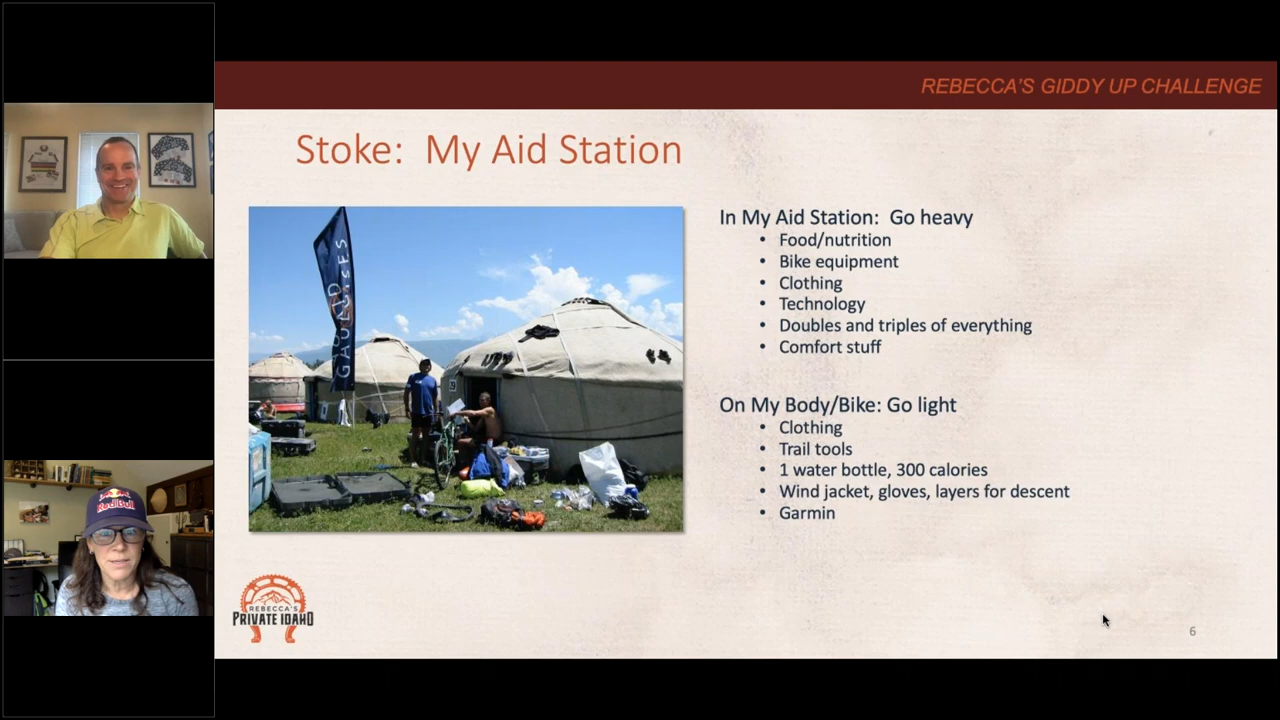 REBECCA'S GIDDY UP CHALLENGE
Stoke: My Aid Station
In My Aid Station: Go heavy
• Food/nutrition
• Bike equipment
• Clothing
• Technology
• Doubles and triples of everything
• Comfort stuff
On My Body/Bike: Go light
• Clothing
• Trail tools
• 1 water bottle, 300 calories
• Wind jacket, gloves, layers for descent
• Garmin
REBECCA'S
PRIVATE IDAHO
6
RedBull